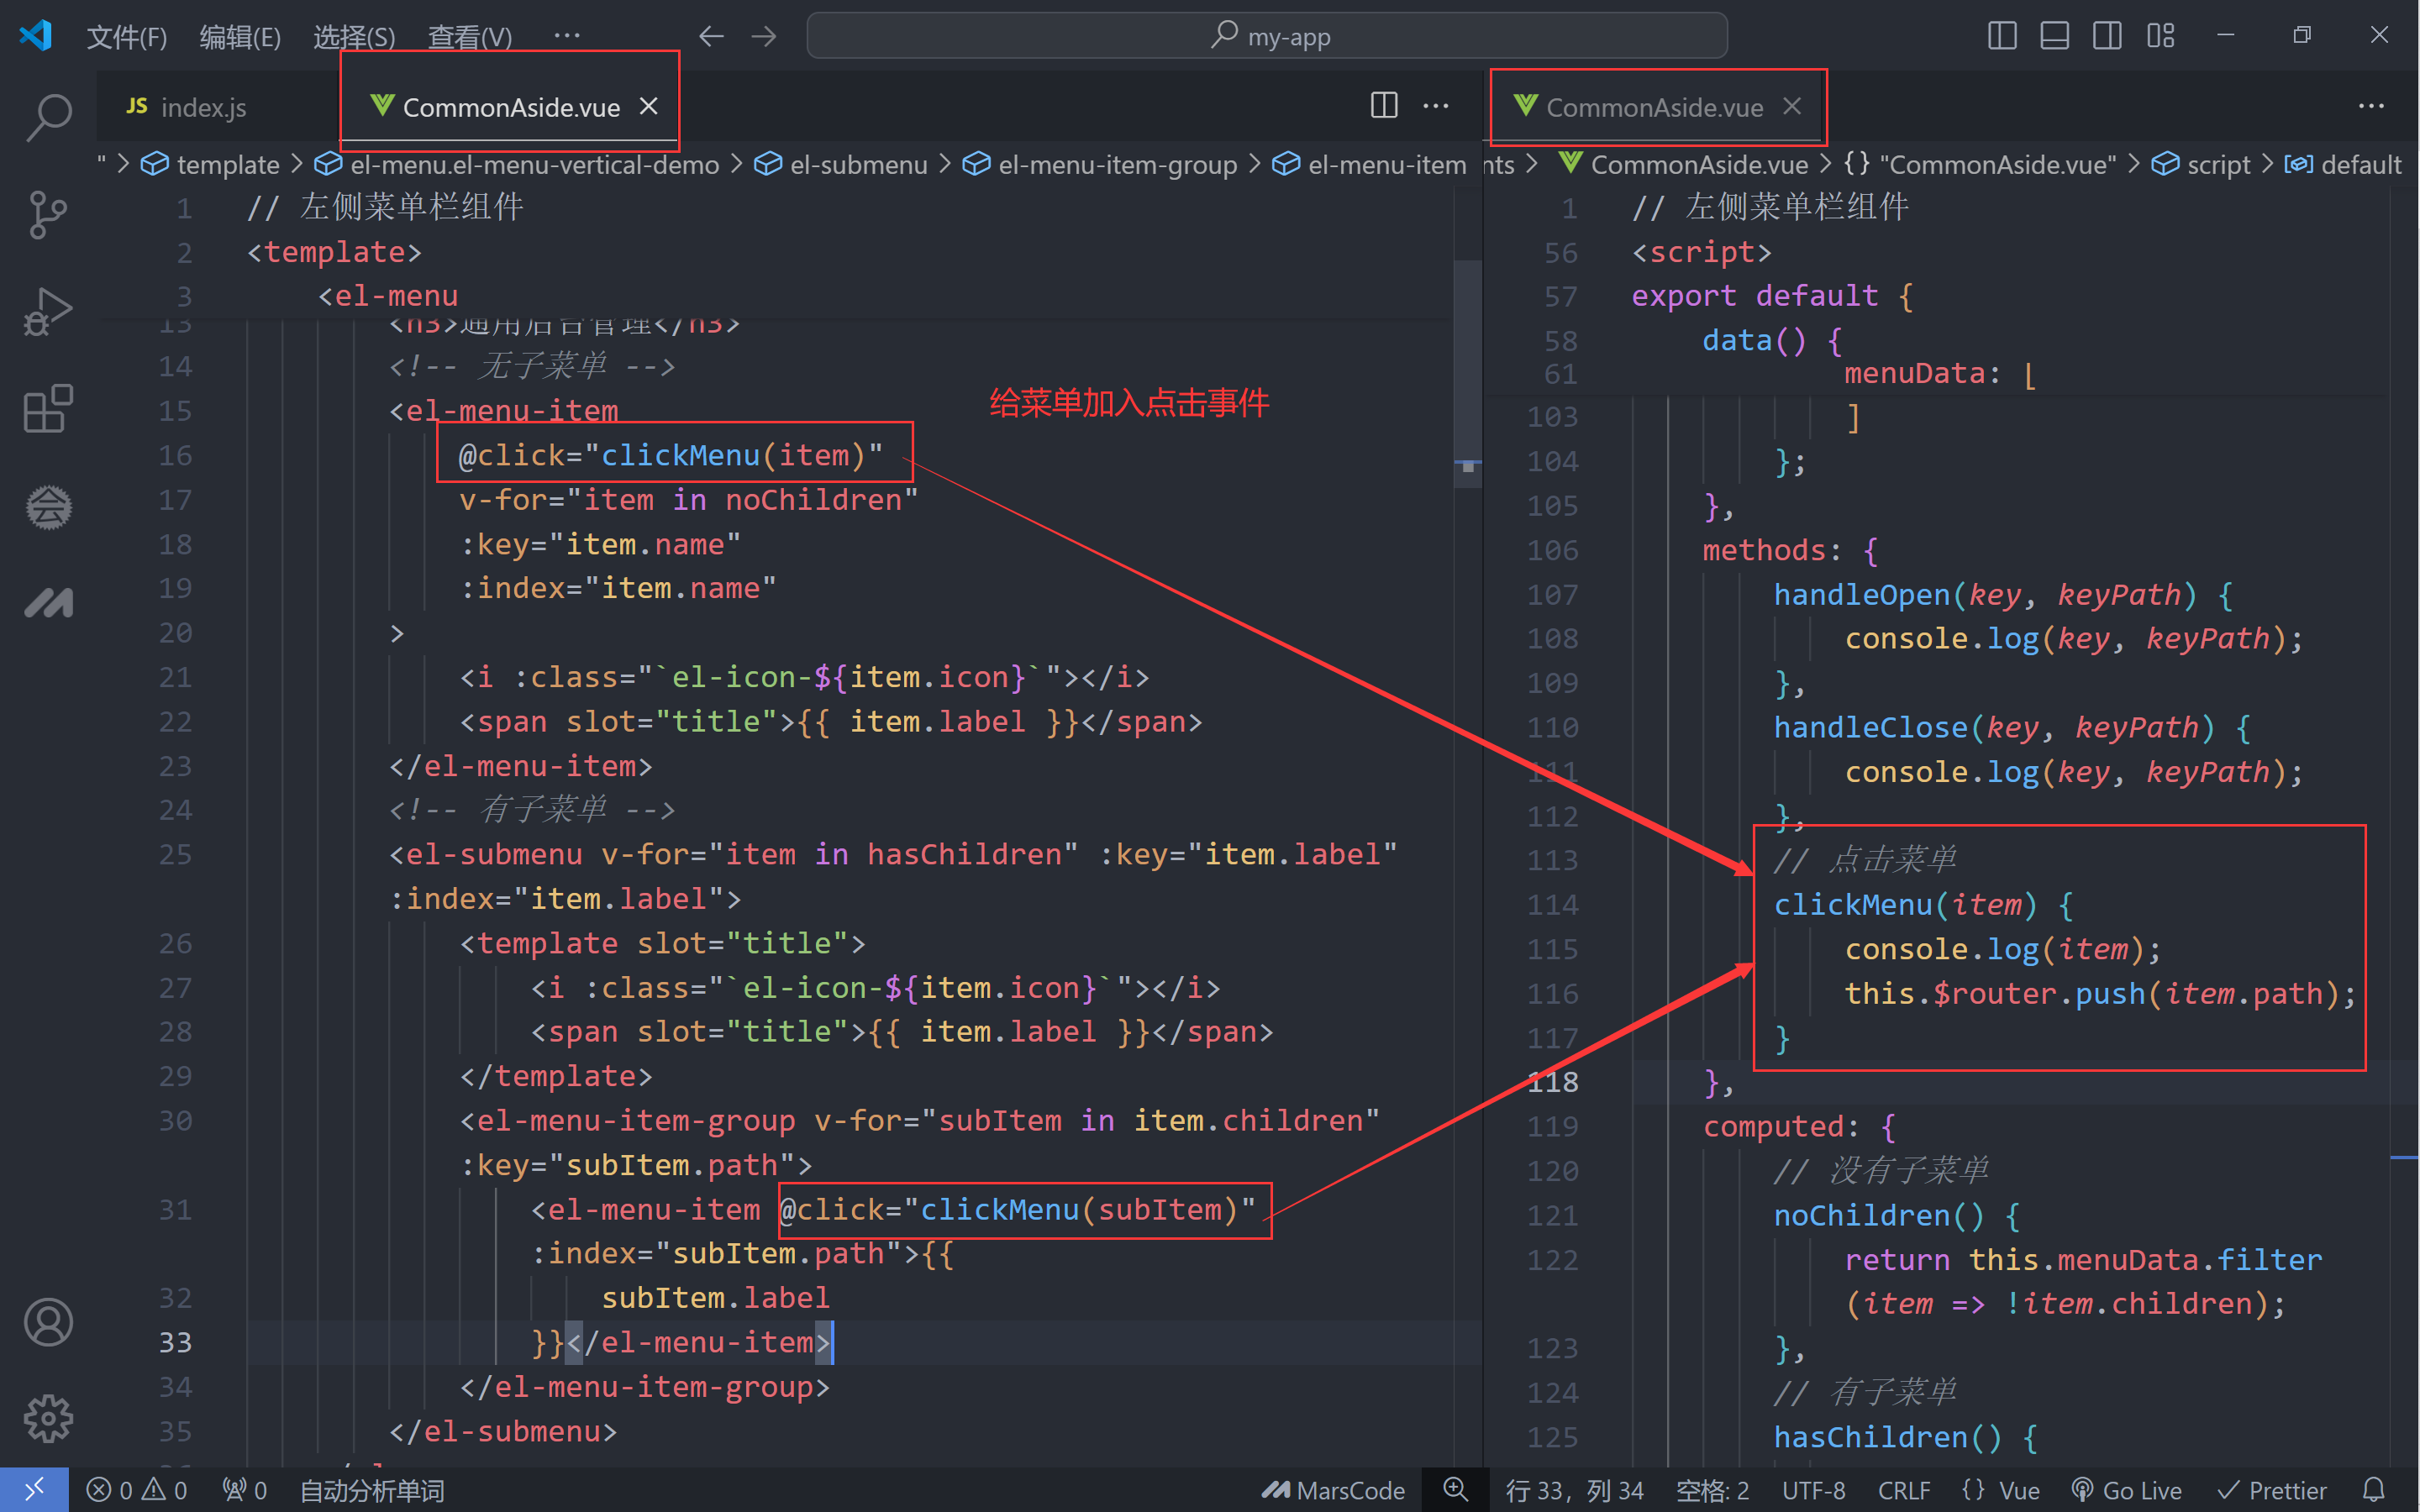 文件(F) 编辑(E) 选择(S) 查看(V) ··· my-app
JS index.js CommonAside.vue
" > template > el-menu.el-menu-vertical-demo > el-submenu > el-menu-item-group > el-menu-item
1 // 左侧菜单栏组件
2 <template>
3 <el-menu
13 <h3>通用后台管理</h3>
14 <!-- 无子菜单 -->
15 <el-menu-item
16 @click="clickMenu(item)"
17 v-for="item in noChildren"
18 :key="item.name"
19 :index="item.name"
20 >
21 <i :class="`el-icon-${item.icon}`"></i>
22 <span slot="title">{{ item.label }}</span>
23 </el-menu-item>
24 <!-- 有子菜单 -->
25 <el-submenu v-for="item in hasChildren" :key="item.label"
:index="item.label">
26 <template slot="title">
27 <i :class="`el-icon-${item.icon}`"></i>
28 <span slot="title">{{ item.label }}</span>
29 </template>
30 <el-menu-item-group v-for="subItem in item.children"
:key="subItem.path">
31 <el-menu-item @click="clickMenu(subItem)"
:index="subItem.path">{{
32 subItem.label
33 }}</el-menu-item>
34 </el-menu-item-group>
35 </el-submenu>
给菜单加入点击事件
CommonAside.vue
nts > CommonAside.vue > {} "CommonAside.vue" > script > default
1 // 左侧菜单栏组件
56 <script>
57 export default {
58 data() {
61 menuData: [
103 ]
104 };
105 },
106 methods: {
107 handleOpen(key, keyPath) {
108 console.log(key, keyPath);
109 },
110 handleClose(key, keyPath) {
111 console.log(key, keyPath);
112 },
113 // 点击菜单
114 clickMenu(item) {
115 console.log(item);
116 this.$router.push(item.path);
117 }
118 },
119 computed: {
120 // 没有子菜单
121 noChildren() {
122 return this.menuData.filter
(item => !item.children);
123 },
124 // 有子菜单
125 hasChildren() {
0 0 0 自动分析单词 MarsCode 行 33，列 34 空格: 2 UTF-8 CRLF {} Vue Go Live Prettier